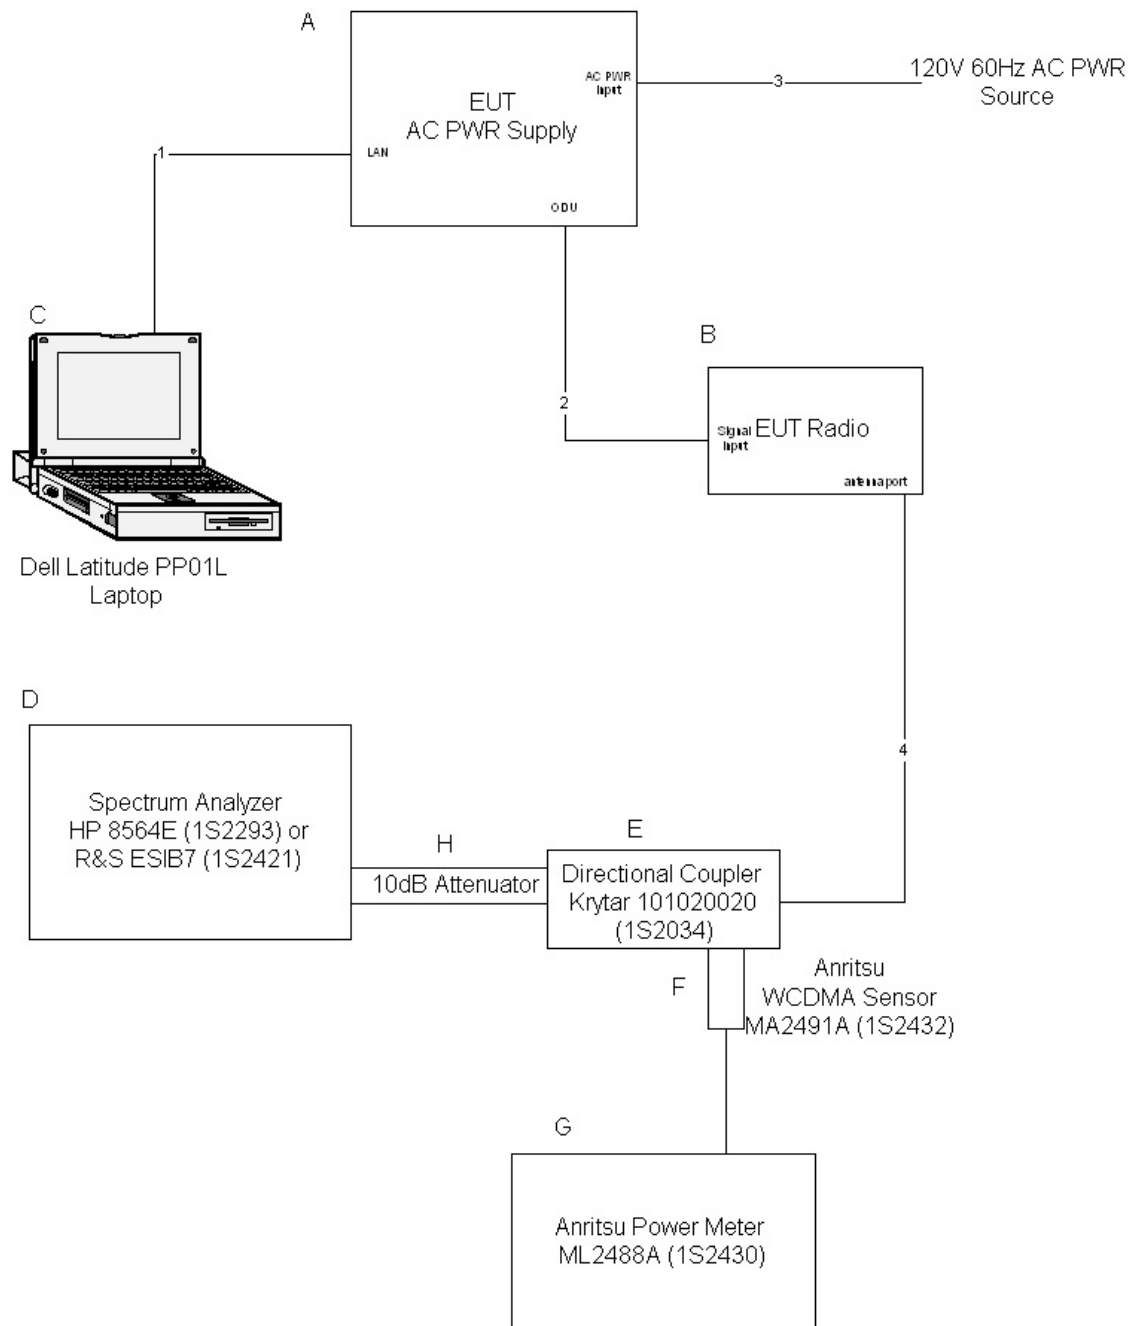 A
EUT
AC PWR Supply
AC PWR
Input
LAN
ODU
1
3
120V 60Hz AC PWR
Source
C
Dell Latitude PP01L
Laptop
2
B
Signal
Input
EUT Radio
antenna port
4
D
Spectrum Analyzer
HP 8564E (1S2293) or
R&S ESIB7 (1S2421)
H
10dB Attenuator
E
Directional Coupler
Krytar 101020020
(1S2034)
F
Anritsu
WCDMA Sensor
MA2491A (1S2432)
G
Anritsu Power Meter
ML2488A (1S2430)